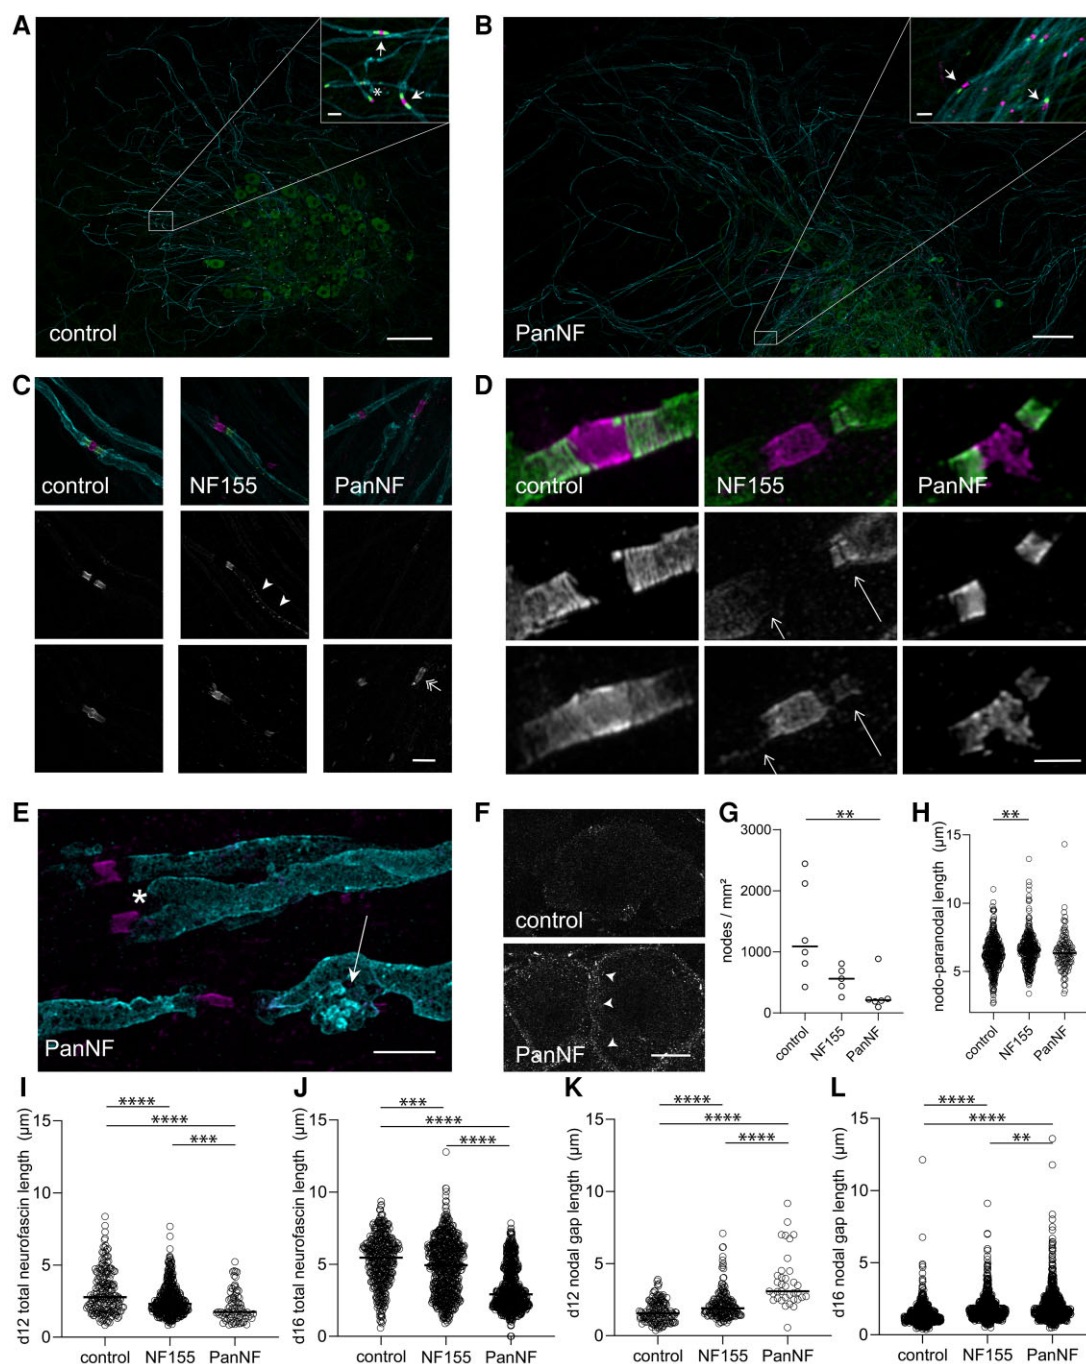 A
control
*
B
PanNF
C
control
NF155
PanNF
D
control
NF155
PanNF
E
*
PanNF
F
control
PanNF
G
**
nodes / mm²
3000
2000
1000
0
control
NF155
PanNF
H
**
nodo-paranodal length (µm)
15
10
5
control
NF155
PanNF
I
****
****
***
d12 total neurofascin length (µm)
15
10
5
0
control NF155 PanNF
J
***
****
****
d16 total neurofascin length (µm)
15
10
5
0
control NF155 PanNF
K
****
****
****
d12 nodal gap length (µm)
15
10
5
0
control NF155 PanNF
L
****
****
**
d16 nodal gap length (µm)
15
10
5
0
control NF155 PanNF